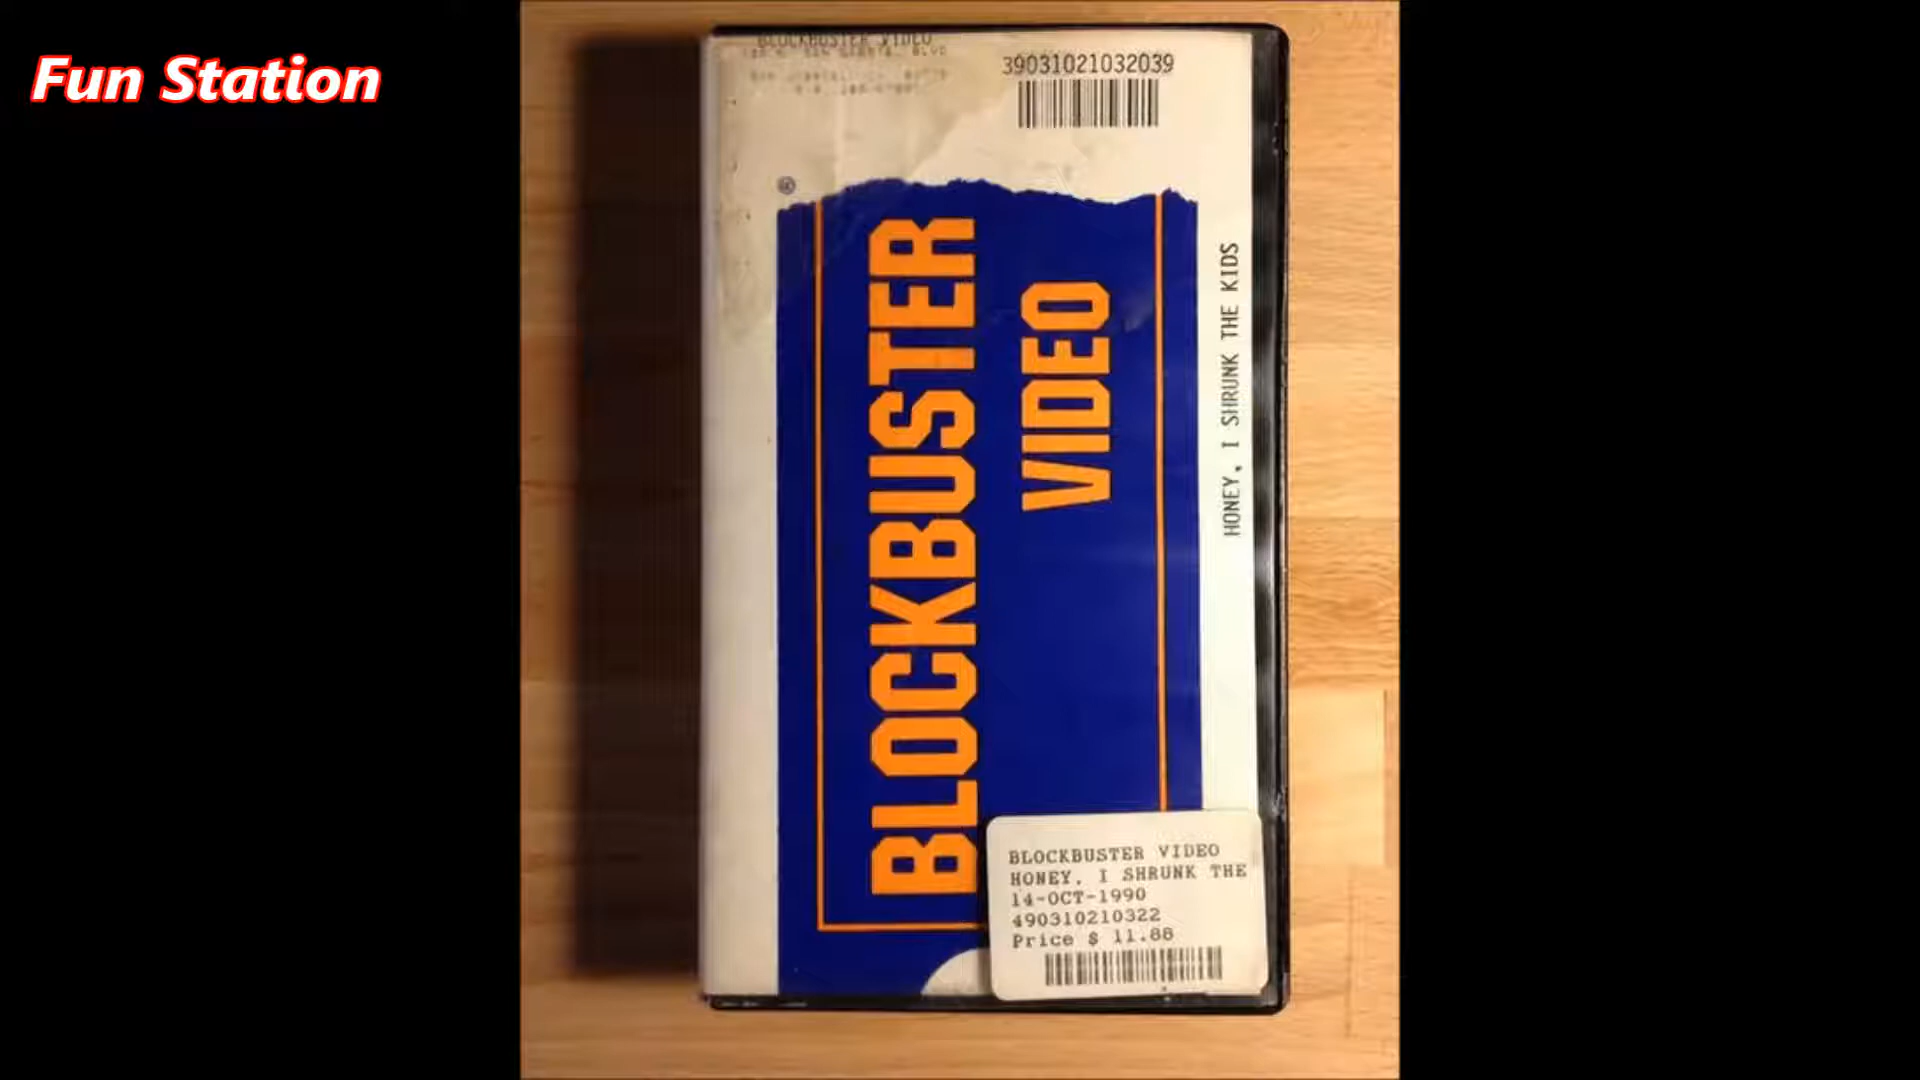 Fun Station
BLOCKBUSTER VIDEO
39031021032039
®
BLOCKBUSTER
VIDEO
HONEY, I SHRUNK THE KIDS
BLOCKBUSTER VIDEO
HONEY, I SHRUNK THE
14-OCT-1990
490310210322
Price $ 11.88